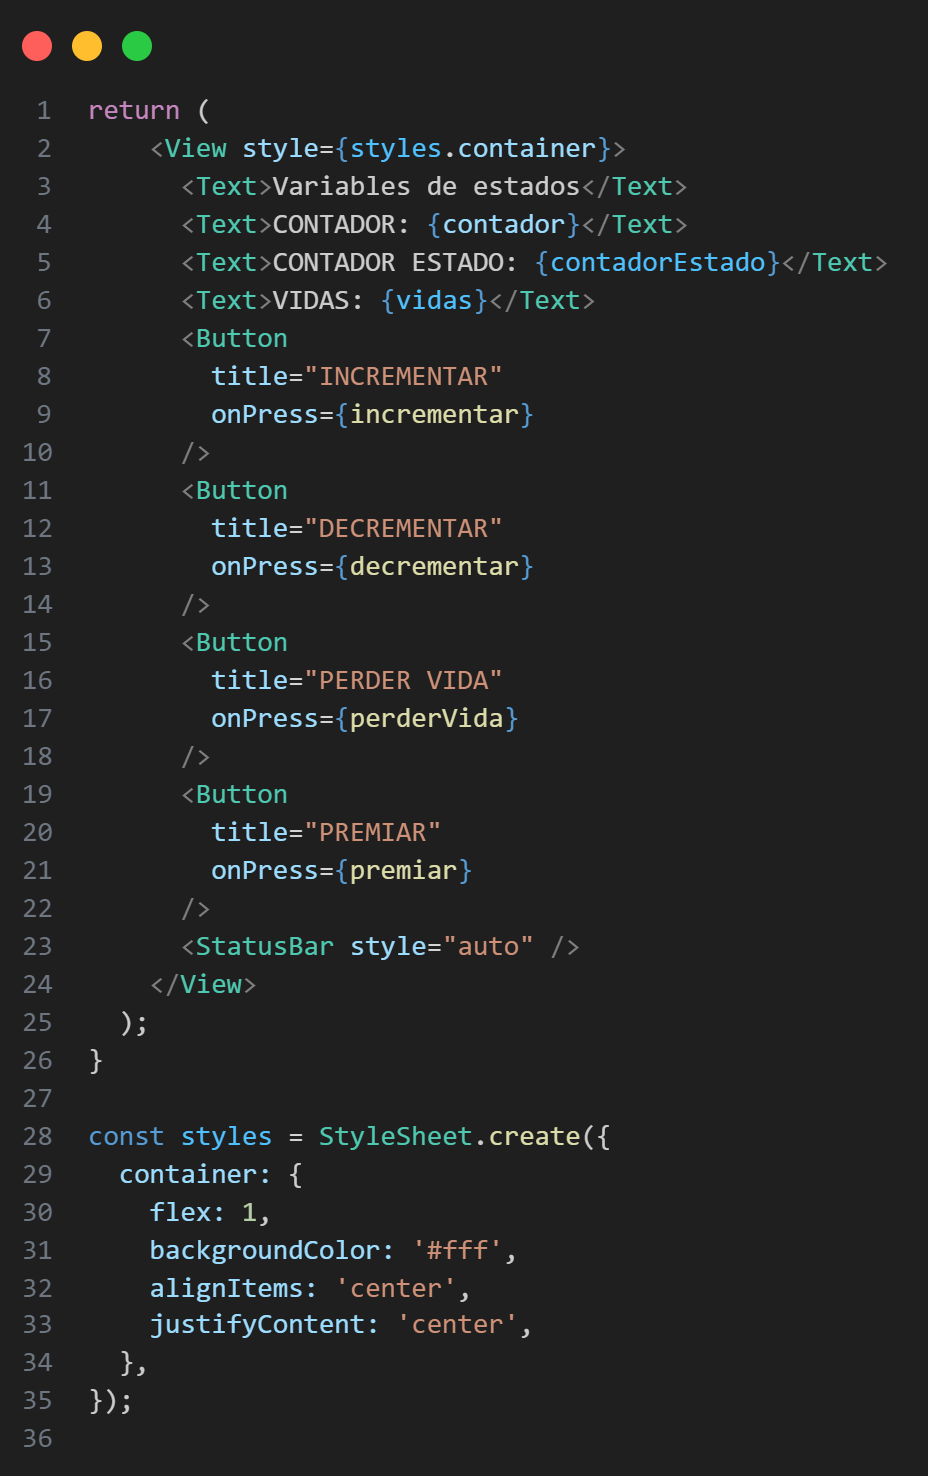 1 return (
2     <View style={styles.container}>
3       <Text>Variables de estados</Text>
4       <Text>CONTADOR: {contador}</Text>
5       <Text>CONTADOR ESTADO: {contadorEstado}</Text>
6       <Text>VIDAS: {vidas}</Text>
7       <Button
8         title="INCREMENTAR"
9         onPress={incrementar}
10       />
11       <Button
12         title="DECREMENTAR"
13         onPress={decrementar}
14       />
15       <Button
16         title="PERDER VIDA"
17         onPress={perderVida}
18       />
19       <Button
20         title="PREMIAR"
21         onPress={premiar}
22       />
23       <StatusBar style="auto" />
24     </View>
25   );
26 }
27
28 const styles = StyleSheet.create({
29   container: {
30     flex: 1,
31     backgroundColor: '#fff',
32     alignItems: 'center',
33     justifyContent: 'center',
34   },
35 });
36